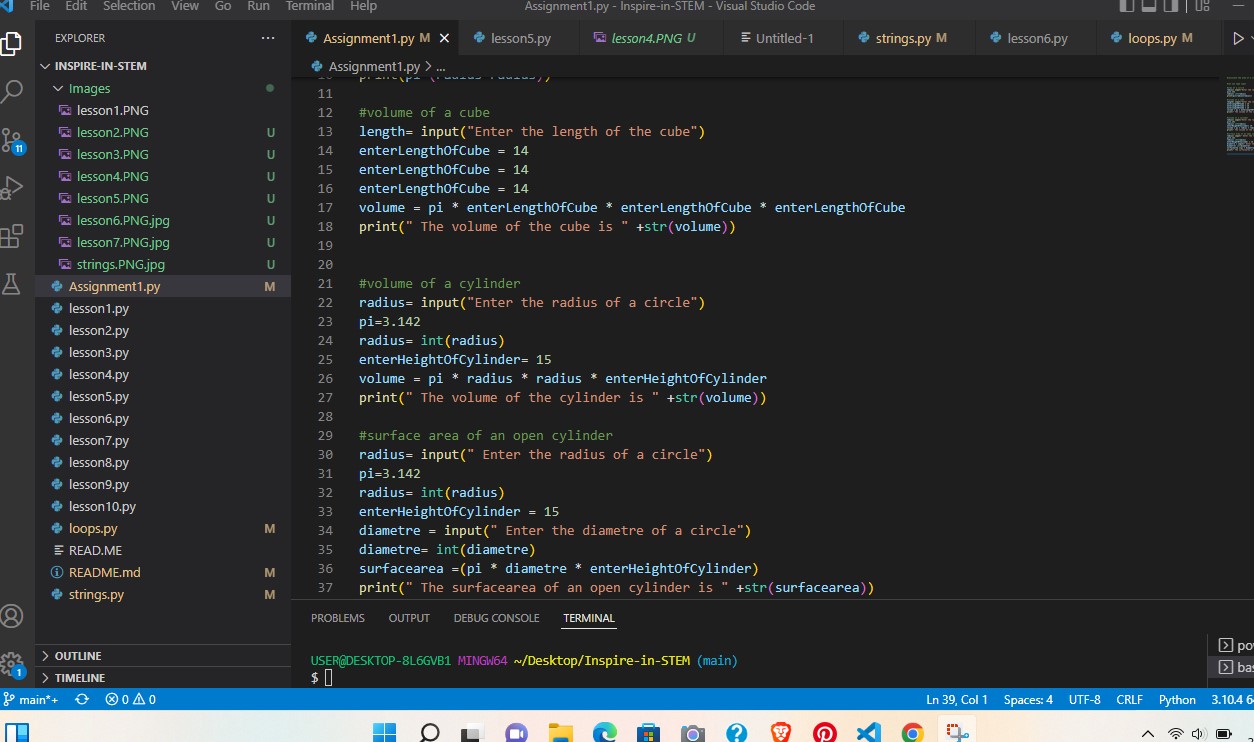 File Edit Selection View Go Run Terminal Help Assignment1.py - Inspire-in-STEM - Visual Studio Code
EXPLORER ···
Assignment1.py M lesson5.py lesson4.PNG U Untitled-1 strings.py M lesson6.py loops.py M
Assignment1.py > ...
INSPIRE-IN-STEM
Images
lesson1.PNG
lesson2.PNG U
lesson3.PNG U
lesson4.PNG U
lesson5.PNG U
lesson6.PNG.jpg U
lesson7.PNG.jpg U
strings.PNG.jpg U
Assignment1.py M
lesson1.py
lesson2.py
lesson3.py
lesson4.py
lesson5.py
lesson6.py
lesson7.py
lesson8.py
lesson9.py
lesson10.py
loops.py M
READ.ME
README.md M
strings.py M
OUTLINE
TIMELINE
11
1
11
12 #volume of a cube
13 length= input("Enter the length of the cube")
14 enterLengthOfCube = 14
15 enterLengthOfCube = 14
16 enterLengthOfCube = 14
17 volume = pi * enterLengthOfCube * enterLengthOfCube * enterLengthOfCube
18 print(" The volume of the cube is " +str(volume))
19
20
21 #volume of a cylinder
22 radius= input("Enter the radius of a circle")
23 pi=3.142
24 radius= int(radius)
25 enterHeightOfCylinder= 15
26 volume = pi * radius * radius * enterHeightOfCylinder
27 print(" The volume of the cylinder is " +str(volume))
28
29 #surface area of an open cylinder
30 radius= input(" Enter the radius of a circle")
31 pi=3.142
32 radius= int(radius)
33 enterHeightOfCylinder = 15
34 diametre = input(" Enter the diametre of a circle")
35 diametre= int(diametre)
36 surfacearea =(pi * diametre * enterHeightOfCylinder)
37 print(" The surfacearea of an open cylinder is " +str(surfacearea))
PROBLEMS OUTPUT DEBUG CONSOLE TERMINAL
USER@DESKTOP-8L6GVB1 MINGW64 ~/Desktop/Inspire-in-STEM (main)
$
po
bas
main*+ 0 0 Ln 39, Col 1 Spaces: 4 UTF-8 CRLF Python 3.10.4 6